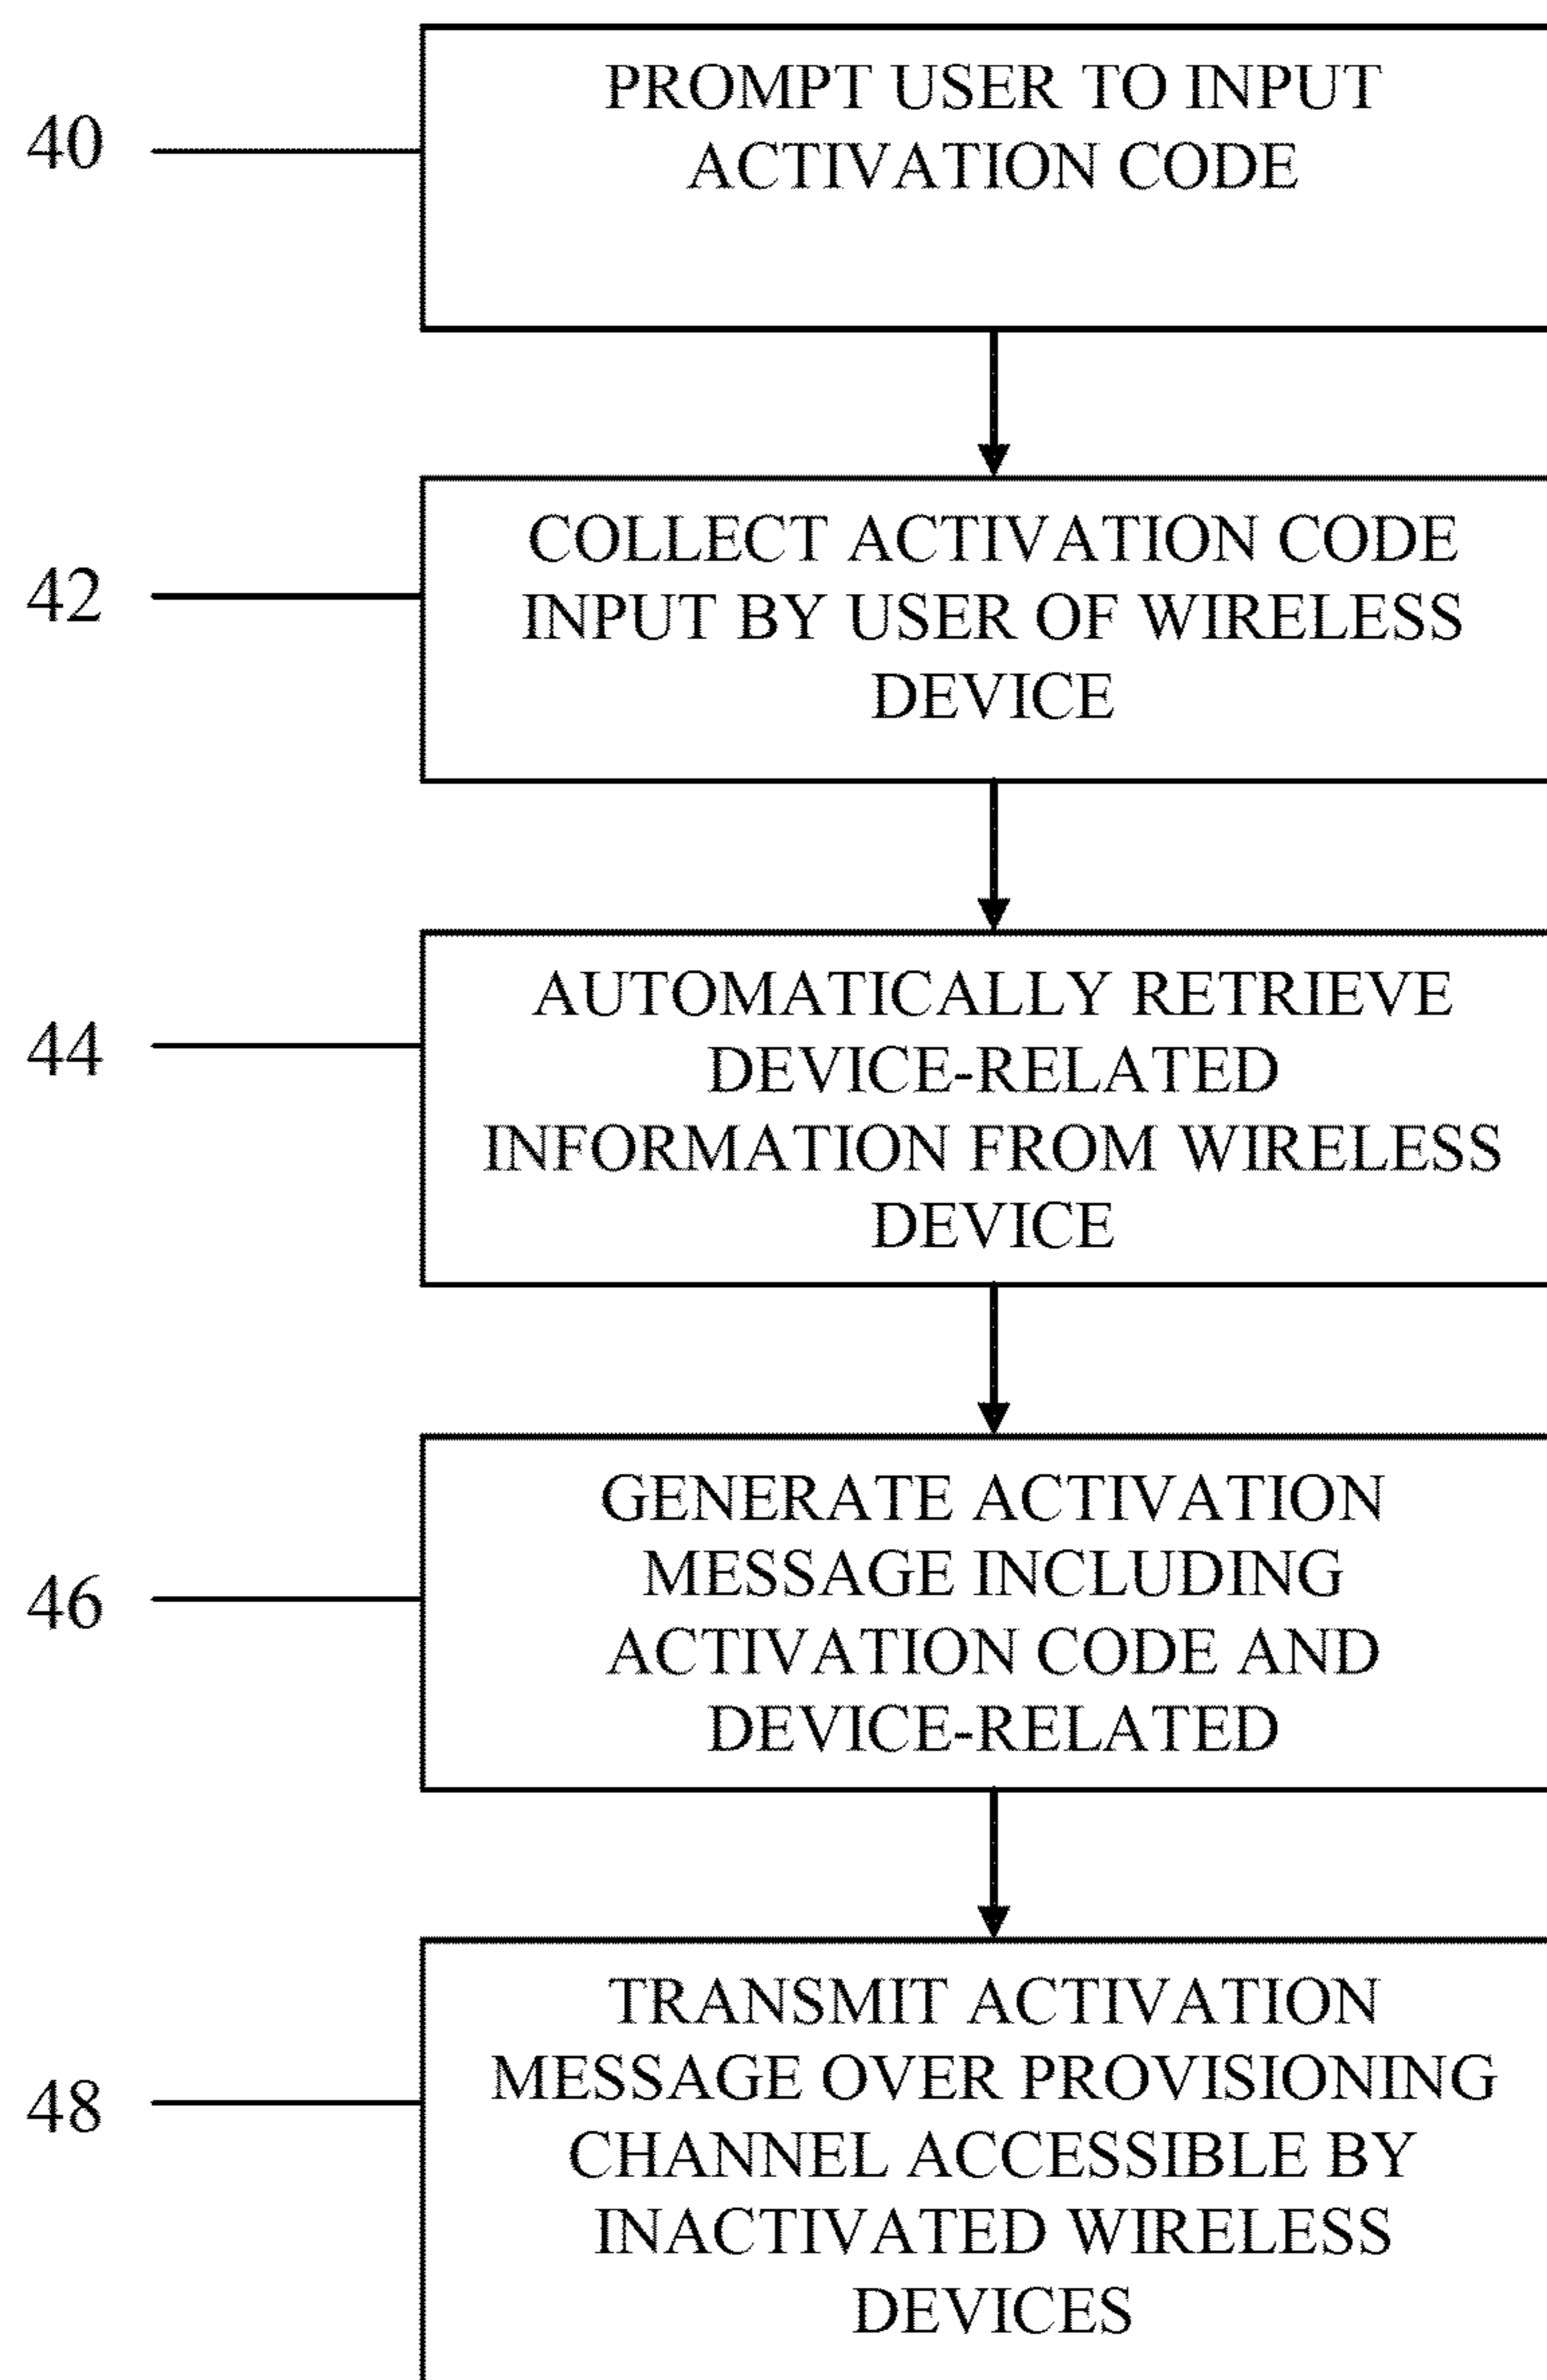 PROMPT USER TO INPUT
ACTIVATION CODE
40
COLLECT ACTIVATION CODE
INPUT BY USER OF WIRELESS
DEVICE
42
AUTOMATICALLY RETRIEVE
DEVICE-RELATED
INFORMATION FROM WIRELESS
DEVICE
44
GENERATE ACTIVATION
MESSAGE INCLUDING
ACTIVATION CODE AND
DEVICE-RELATED
46
TRANSMIT ACTIVATION
MESSAGE OVER PROVISIONING
CHANNEL ACCESSIBLE BY
INACTIVATED WIRELESS
DEVICES
48